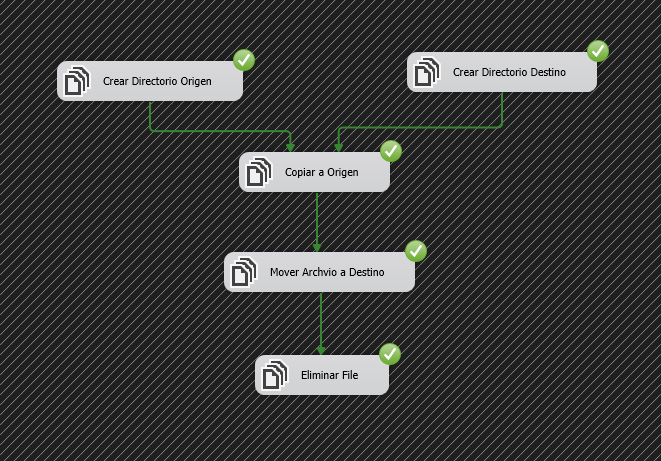 Crear Directorio Origen
Crear Directorio Destino
Copiar a Origen
Mover Archvio a Destino
Eliminar File